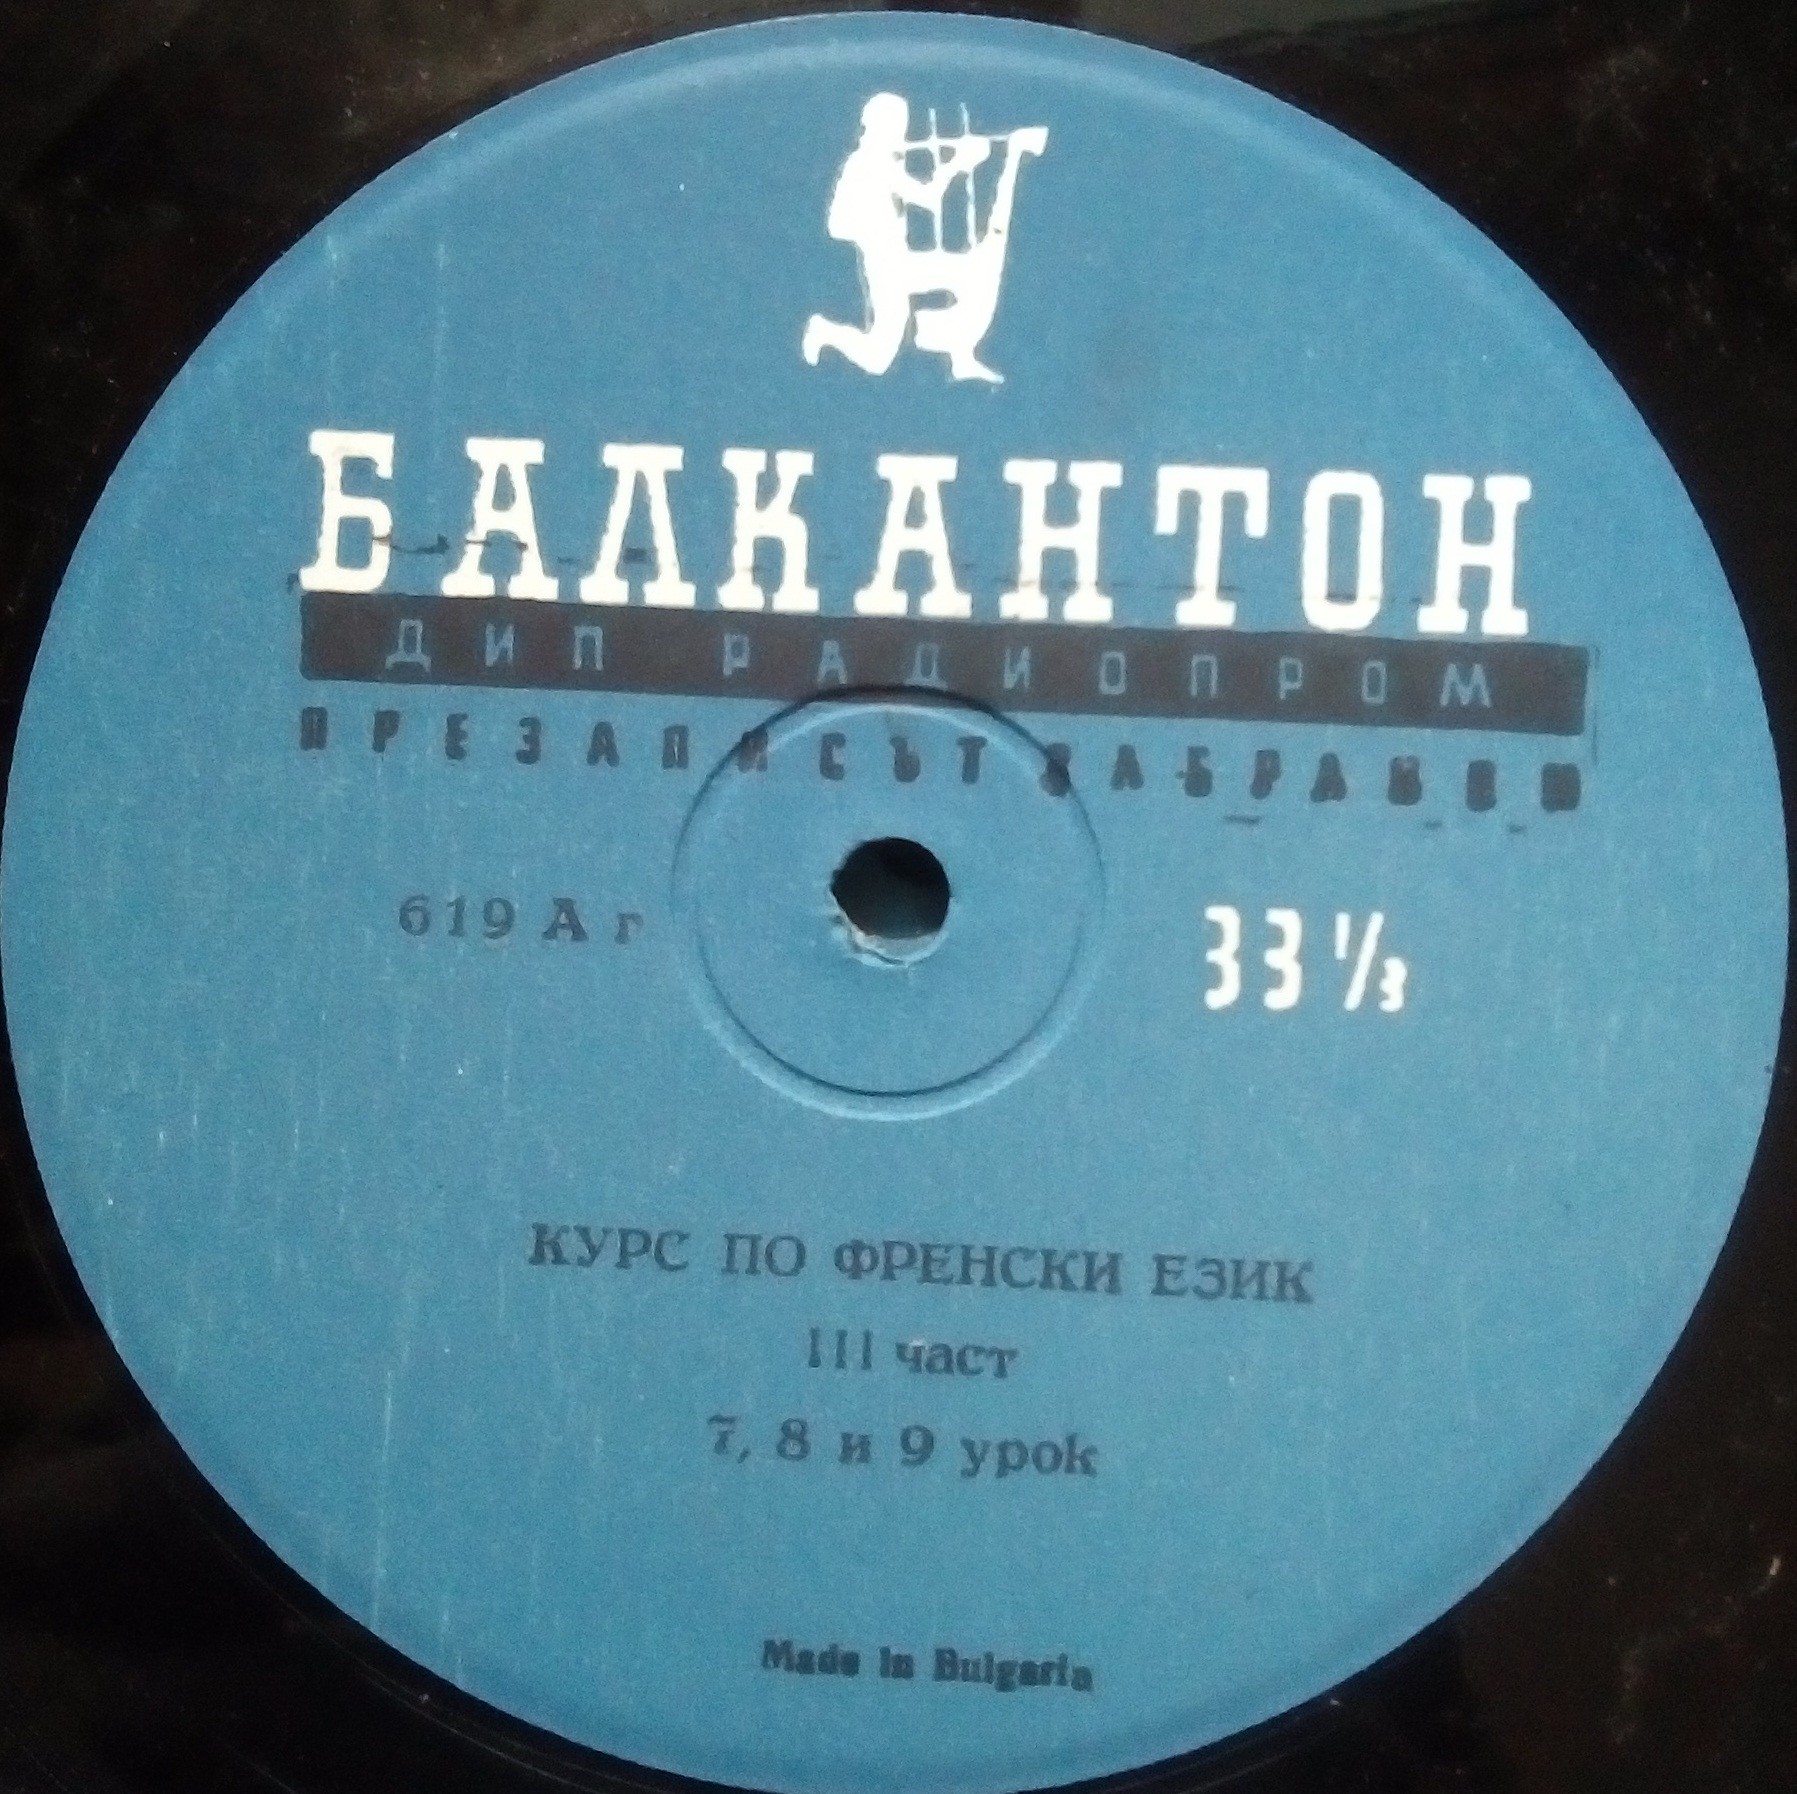 БАЛКАНТОН
ДИП РАДИОПРОМ
ПРЕЗАПИСЪТ ЗАБРАНЕН
619 А г 33 1/3
КУРС ПО ФРЕНСКИ ЕЗИК
III част
7, 8 и 9 урок
Made in Bulgaria